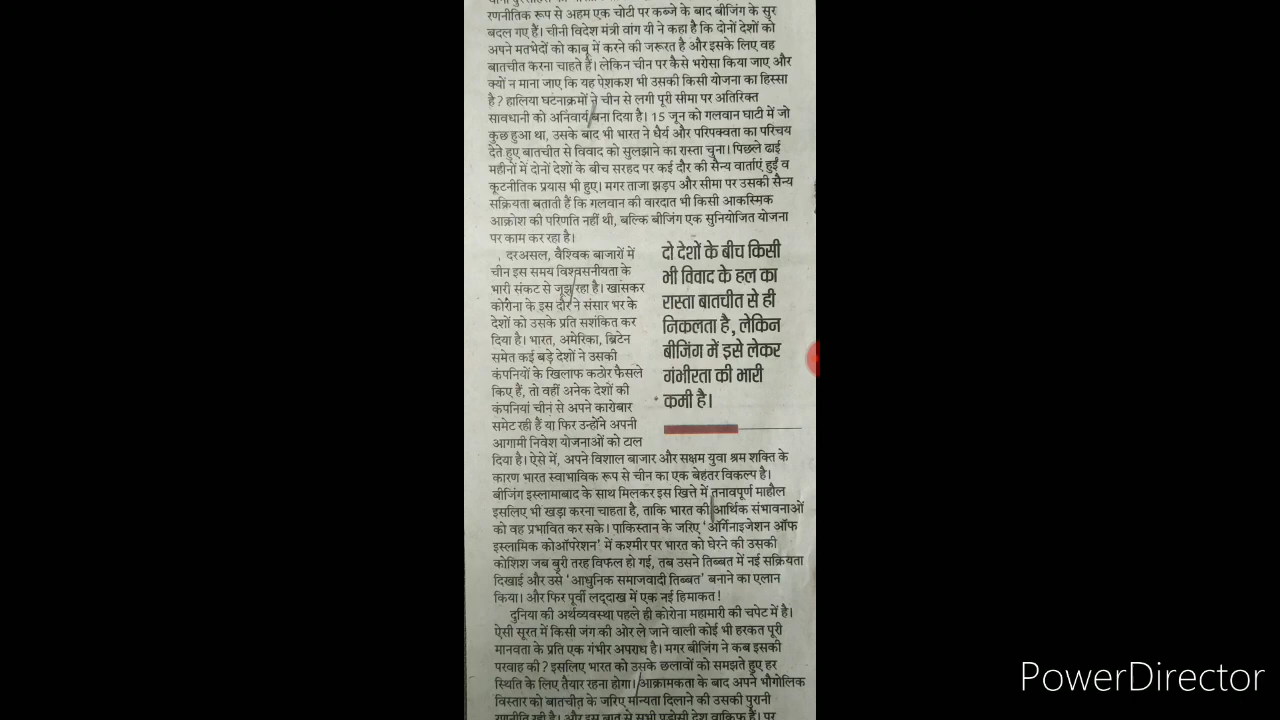 रणनीतिक रूप से अहम एक चोटी पर कब्जे के बाद बीजिंग के सुर
बदल गए हैं। चीनी विदेश मंत्री वांग यी ने कहा है कि दोनों देशों को
अपने मतभेदों को काबू में करने की जरूरत है और इसके लिए वह
बातचीत करना चाहते हैं। लेकिन चीन पर कैसे भरोसा किया जाए और
क्यों न माना जाए कि यह पेशकश भी उसकी किसी योजना का हिस्सा
है? हालिया घटनाक्रमों ने चीन से लगी पूरी सीमा पर अतिरिक्त
सावधानी को अनिवार्य बना दिया है। 15 जून को गलवान घाटी में जो
कुछ हुआ था, उसके बाद भी भारत ने धैर्य और परिपक्वता का परिचय
देते हुए बातचीत से विवाद को सुलझाने का रास्ता चुना। पिछले ढाई
महीनों में दोनों देशों के बीच सरहद पर कई दौर की सैन्य वार्ताएं हुईं व
कूटनीतिक प्रयास भी हुए। मगर ताजा झड़प और सीमा पर उसकी सैन्य
सक्रियता बताती हैं कि गलवान की वारदात भी किसी आकस्मिक
आक्रोश की परिणति नहीं थी, बल्कि बीजिंग एक सुनियोजित योजना
पर काम कर रहा है।
दरअसल, वैश्विक बाजारों में
चीन इस समय विश्वसनीयता के
भारी संकट से जूझ रहा है। खासकर
कोरोना के इस दौर ने संसार भर के
देशों को उसके प्रति सशंकित कर
दिया है। भारत, अमेरिका, ब्रिटेन
समेत कई बड़े देशों ने उसकी
कंपनियों के खिलाफ कठोर फैसले
किए हैं, तो वहीं अनेक देशों की
कंपनियां चीन से अपने कारोबार
समेट रही हैं या फिर उन्होंने अपनी
आगामी निवेश योजनाओं को टाल
दिया है। ऐसे में, अपने विशाल बाजार और सक्षम युवा श्रम शक्ति के
कारण भारत स्वाभाविक रूप से चीन का एक बेहतर विकल्प है।
बीजिंग इस्लामाबाद के साथ मिलकर इस खित्ते में तनावपूर्ण माहौल
इसलिए भी खड़ा करना चाहता है, ताकि भारत की आर्थिक संभावनाओं
को वह प्रभावित कर सके। पाकिस्तान के जरिए ‘ऑर्गेनाइजेशन ऑफ
इस्लामिक कोऑपरेशन’ में कश्मीर पर भारत को घेरने की उसकी
कोशिश जब बुरी तरह विफल हो गई, तब उसने तिब्बत में नई सक्रियता
दिखाई और उसे ‘आधुनिक समाजवादी तिब्बत’ बनाने का एलान
किया। और फिर पूर्वी लद्दाख में एक नई हिमाकत!
दुनिया की अर्थव्यवस्था पहले ही कोरोना महामारी की चपेट में है।
ऐसी सूरत में किसी जंग की ओर ले जाने वाली कोई भी हरकत पूरी
मानवता के प्रति एक गंभीर अपराध है। मगर बीजिंग ने कब इसकी
परवाह की? इसलिए भारत को उसके छलावों को समझते हुए हर
स्थिति के लिए तैयार रहना होगा। आक्रामकता के बाद अपने भौगोलिक
विस्तार को बातचीत के जरिए मान्यता दिलाने की उसकी पुरानी
रणनीति रही है। और इस बात से सभी पड़ोसी देश वाकिफ हैं। पर
दो देशों के बीच किसी
भी विवाद के हल का
रास्ता बातचीत से ही
निकलता है, लेकिन
बीजिंग में इसे लेकर
गंभीरता की भारी
कमी है।
PowerDirector